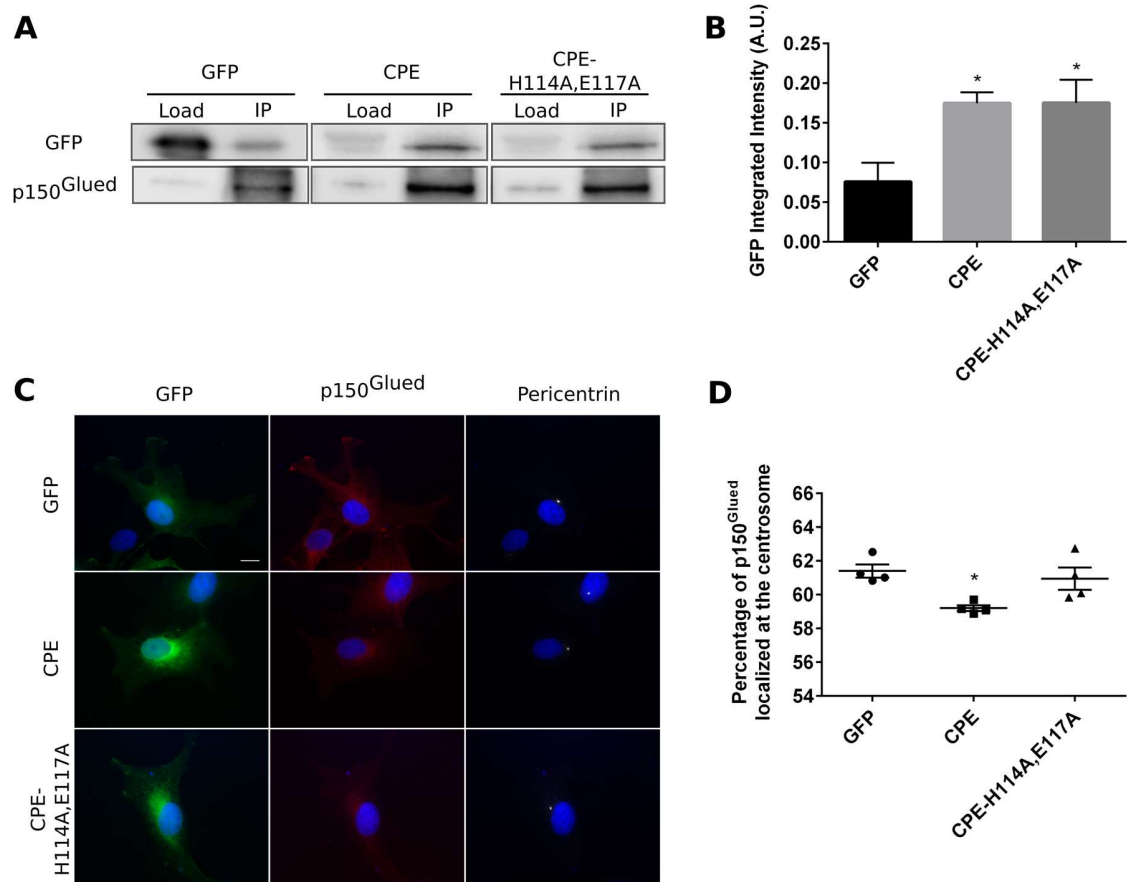 A
GFP
CPE
CPE-
H114A,E117A
Load
IP
Load
IP
Load
IP
GFP
p150Glued
B
GFP Integrated Intensity (A.U.)
0.25
0.20
0.15
0.10
0.05
0.00
*
*
GFP
CPE
CPE-H114A,E117A
C
GFP
p150Glued
Pericentrin
GFP
CPE
CPE-
H114A,E117A
D
Percentage of p150Glued
localized at the centrosome
66
64
62
60
58
56
54
*
GFP
CPE
CPE-H114A,E117A